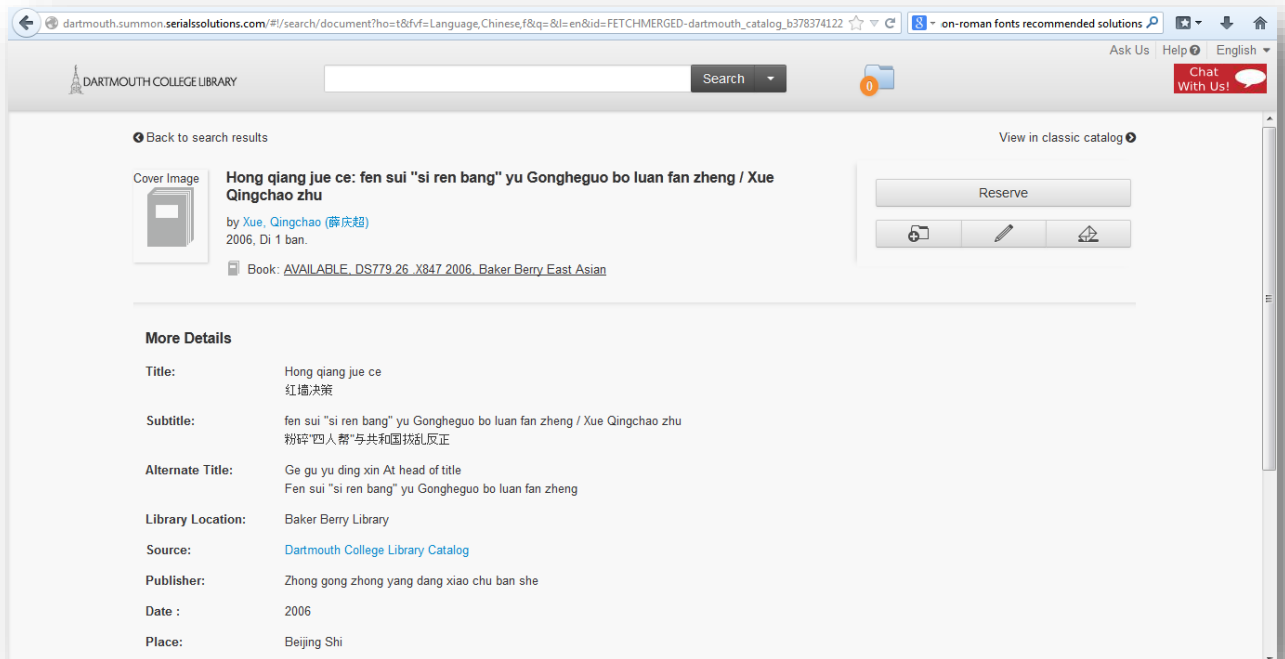 dartmouth.summon.serialssolutions.com/#!/search/document?ho=t&fvf=Language,Chinese,f&q=&l=en&id=FETCHMERGED-dartmouth_catalog_b378374122
on-roman fonts recommended solutions
Ask Us Help English
DARTMOUTH COLLEGE LIBRARY
Search
0
Chat With Us!
Back to search results
View in classic catalog
Cover Image
Hong qiang jue ce: fen sui "si ren bang" yu Gongheguo bo luan fan zheng / Xue
Qingchao zhu
by Xue, Qingchao (薛庆超)
2006, Di 1 ban.
Book: AVAILABLE, DS779.26 .X847 2006, Baker Berry East Asian
Reserve
More Details
Title: Hong qiang jue ce
红墙决策
Subtitle: fen sui "si ren bang" yu Gongheguo bo luan fan zheng / Xue Qingchao zhu
粉碎"四人帮"与共和国拨乱反正
Alternate Title: Ge gu yu ding xin At head of title
Fen sui "si ren bang" yu Gongheguo bo luan fan zheng
Library Location: Baker Berry Library
Source: Dartmouth College Library Catalog
Publisher: Zhong gong zhong yang dang xiao chu ban she
Date : 2006
Place: Beijing Shi